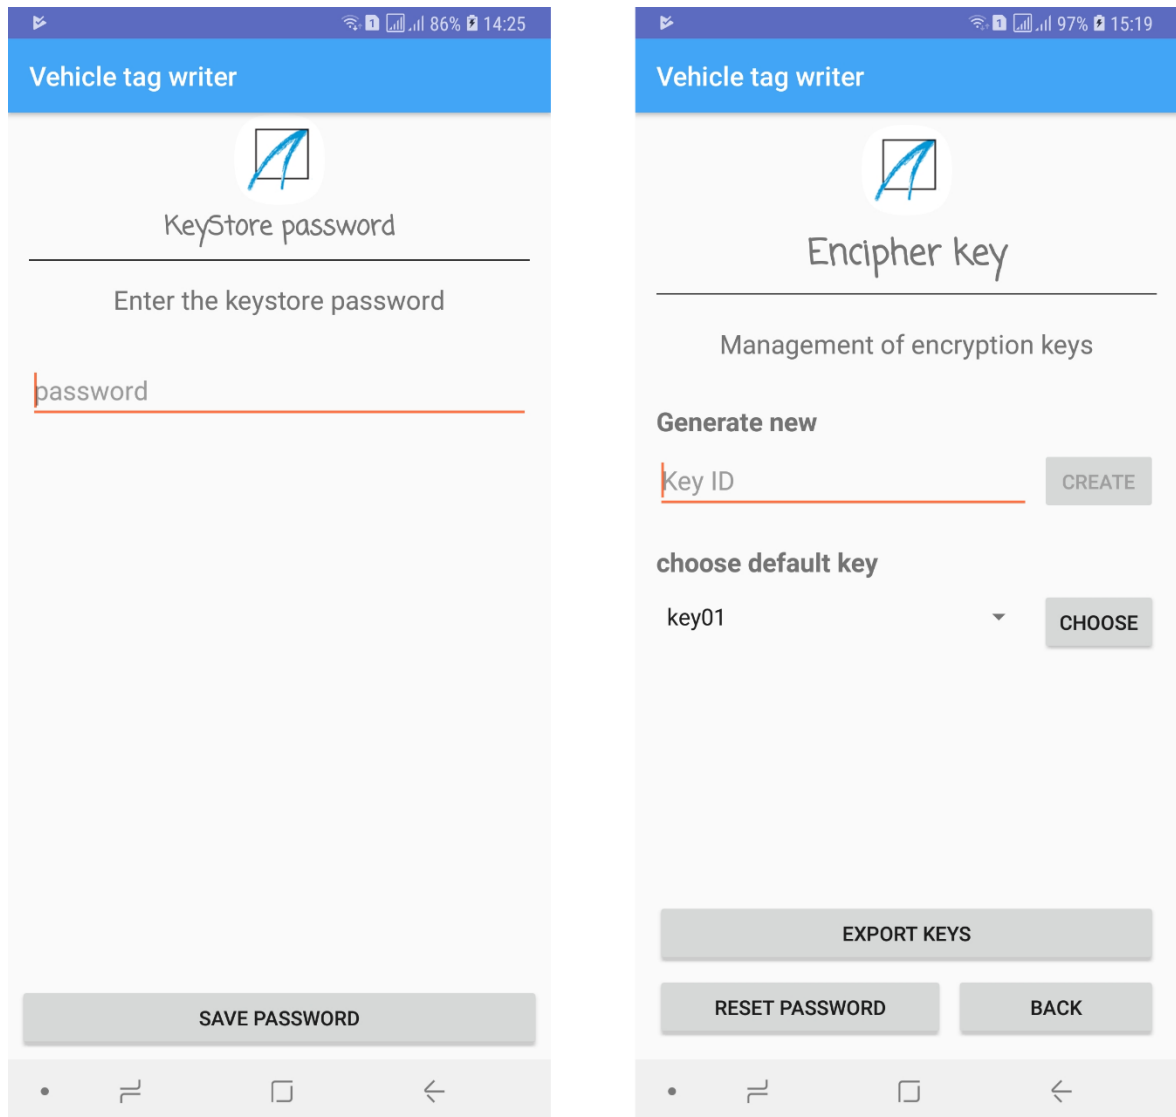 86% 14:25
Vehicle tag writer
KeyStore password
Enter the keystore password
password
SAVE PASSWORD
1 97% 15:19
Vehicle tag writer
Encipher key
Management of encryption keys
Generate new
Key ID CREATE
choose default key
key01 CHOOSE
EXPORT KEYS
RESET PASSWORD BACK